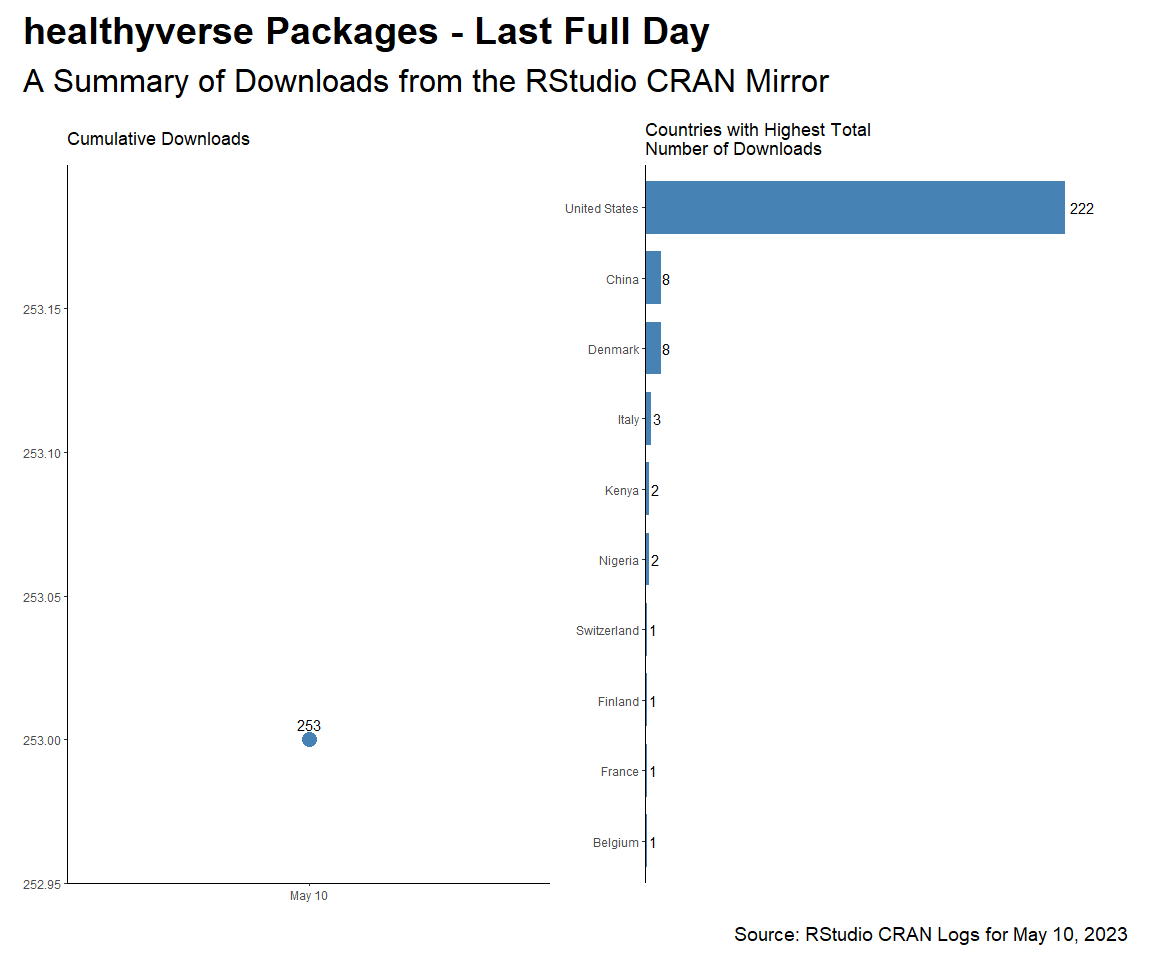 healthyverse Packages - Last Full Day
A Summary of Downloads from the RStudio CRAN Mirror
Cumulative Downloads
253.15
253.10
253.05
253.00
252.95
253
May 10
Countries with Highest Total
Number of Downloads
United States 222
China 8
Denmark 8
Italy 3
Kenya 2
Nigeria 2
Switzerland 1
Finland 1
France 1
Belgium 1
Source: RStudio CRAN Logs for May 10, 2023